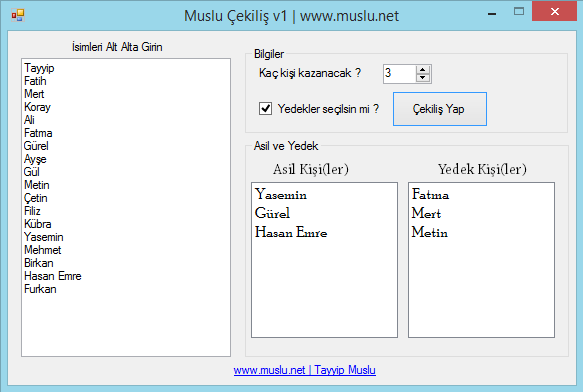 Muslu Çekiliş v1 | www.muslu.net
İsimleri Alt Alta Girin
Tayyip
Fatih
Mert
Koray
Ali
Fatma
Gürel
Ayşe
Gül
Metin
Çetin
Filiz
Kübra
Yasemin
Mehmet
Birkan
Hasan Emre
Furkan
Bilgiler
Kaç kişi kazanacak ?
3
Yedekler seçilsin mi ?
Çekiliş Yap
Asil ve Yedek
Asil Kişi(ler)
Yasemin
Gürel
Hasan Emre
Yedek Kişi(ler)
Fatma
Mert
Metin
www.muslu.net | Tayyip Muslu